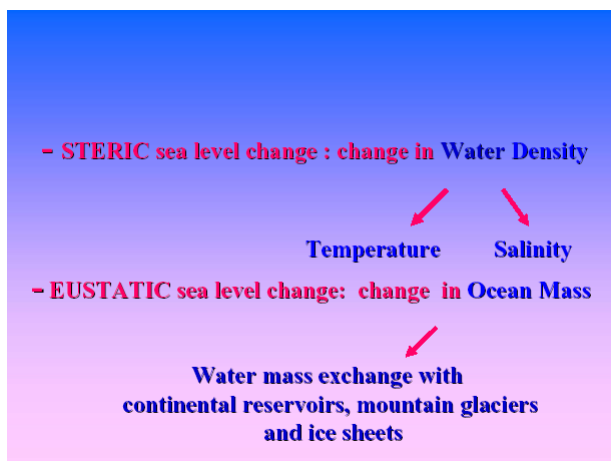 - STERIC sea level change : change in Water Density
Temperature Salinity
- EUSTATIC sea level change: change in Ocean Mass
Water mass exchange with
continental reservoirs, mountain glaciers
and ice sheets